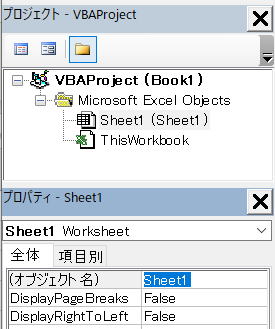 プロジェクト - VBAProject
VBAProject (Book1)
Microsoft Excel Objects
Sheet1 (Sheet1)
ThisWorkbook
プロパティ - Sheet1
Sheet1 Worksheet
全体 項目別
(オブジェクト名) Sheet1
DisplayPageBreaks False
DisplayRightToLeft False